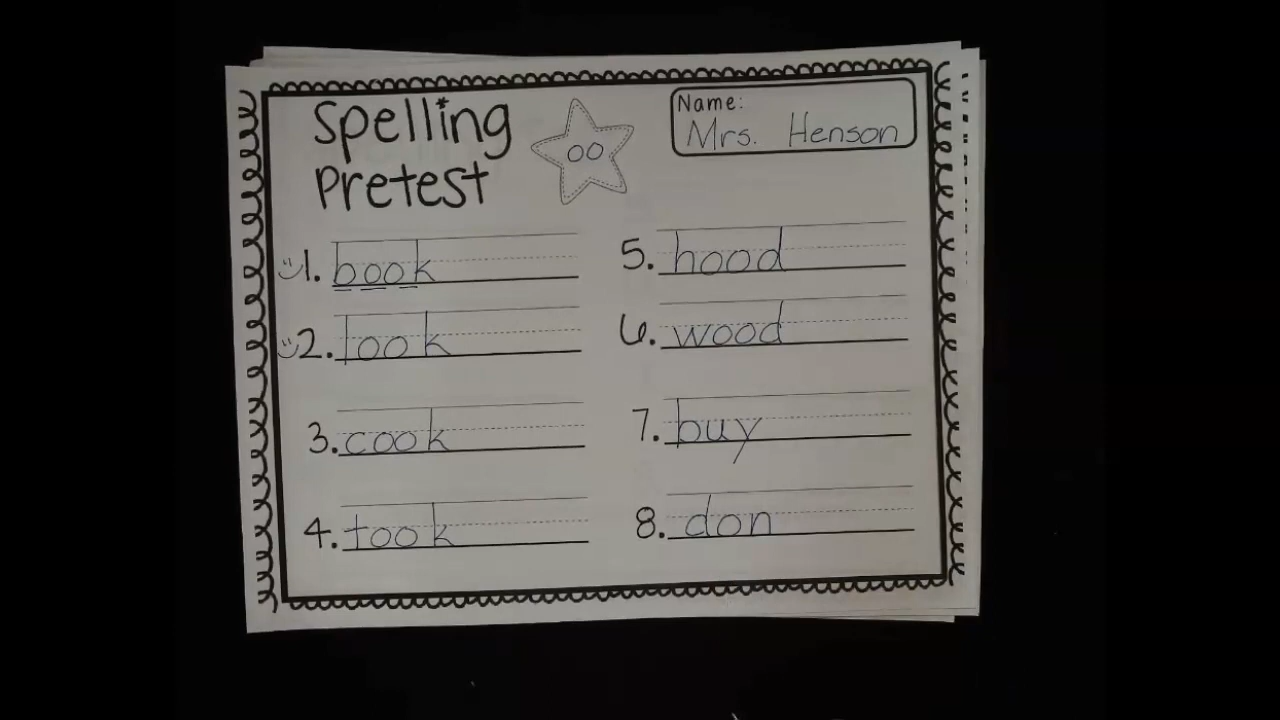 Spelling
Pretest
oo
Name:
Mrs. Henson
1. book
2. look
3. cook
4. took
5. hood
6. wood
7. buy
8. don